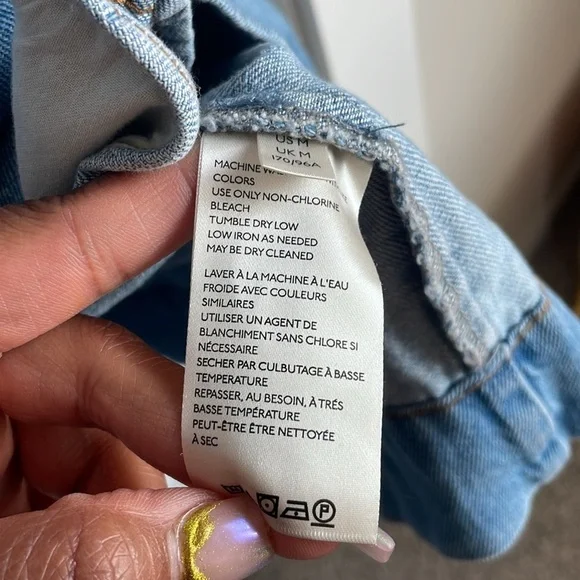 US M
UK M
170/96A
MACHINE
COLORS
USE ONLY NON-CHLORINE
BLEACH
TUMBLE DRY LOW
LOW IRON AS NEEDED
MAY BE DRY CLEANED
LAVER À LA MACHINE À L'EAU
FROIDE AVEC COULEURS
SIMILAIRES
UTILISER UN AGENT DE
BLANCHIMENT SANS CHLORE SI
NÉCESSAIRE
SECHER PAR CULBUTAGE À BASSE
TEMPERATURE
REPASSER, AU BESOIN, À TRÉS
BASSE TEMPÉRATURE
PEUT-ÊTRE ÊTRE NETTOYÉE
À SEC
P